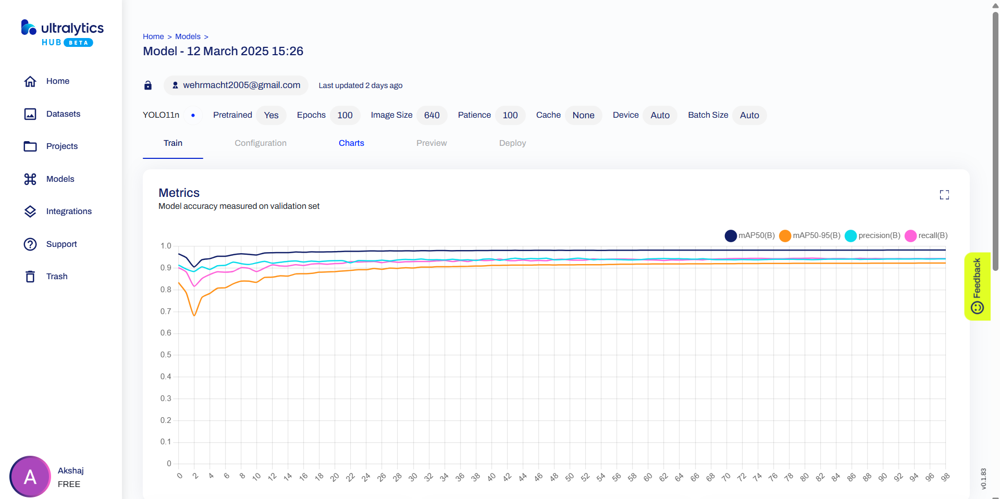 ultralytics
HUB BETA
Home
Datasets
Projects
Models
Integrations
Support
Trash
A
Akshaj
FREE
Home > Models >
Model - 12 March 2025 15:26
wehrmacht2005@gmail.com Last updated 2 days ago
YOLO11n Pretrained Yes Epochs 100 Image Size 640 Patience 100 Cache None Device Auto Batch Size Auto
Train Configuration Charts Preview Deploy
Metrics
Model accuracy measured on validation set
mAP50(B) mAP50-95(B) precision(B) recall(B)
1.0
0.9
0.8
0.7
0.6
0.5
0.4
0.3
0.2
0.1
0
0 2 4 6 8 10 12 14 16 18 20 22 24 26 28 30 32 34 36 38 40 42 44 46 48 50 52 54 56 58 60 62 64 66 68 70 72 74 76 78 80 82 84 86 88 90 92 94 96 98
Feedback
v0.1.83